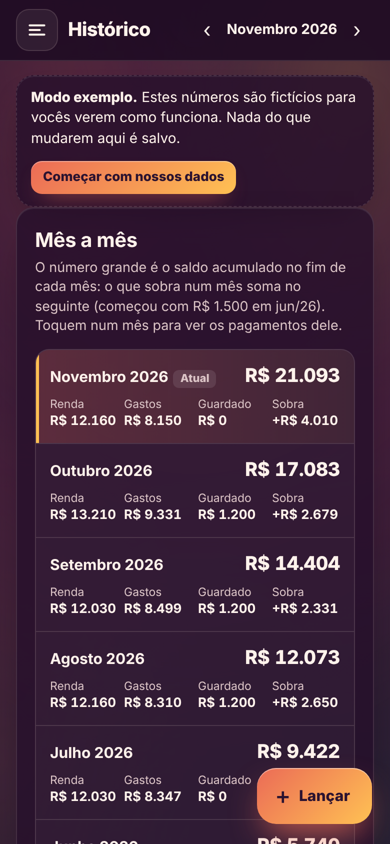 Histórico
‹ Novembro 2026 ›
Modo exemplo. Estes números são fictícios para
vocês verem como funciona. Nada do que
mudarem aqui é salvo.
Começar com nossos dados
Mês a mês
O número grande é o saldo acumulado no fim de
cada mês: o que sobra num mês soma no
seguinte (começou com R$ 1.500 em jun/26).
Toquem num mês para ver os pagamentos dele.
Novembro 2026 Atual R$ 21.093
Renda Gastos Guardado Sobra
R$ 12.160 R$ 8.150 R$ 0 +R$ 4.010
Outubro 2026 R$ 17.083
Renda Gastos Guardado Sobra
R$ 13.210 R$ 9.331 R$ 1.200 +R$ 2.679
Setembro 2026 R$ 14.404
Renda Gastos Guardado Sobra
R$ 12.030 R$ 8.499 R$ 1.200 +R$ 2.331
Agosto 2026 R$ 12.073
Renda Gastos Guardado Sobra
R$ 12.160 R$ 8.310 R$ 1.200 +R$ 2.650
Julho 2026 R$ 9.422
Renda Gastos Guardado
R$ 12.030 R$ 8.347 R$ 0
+ Lançar